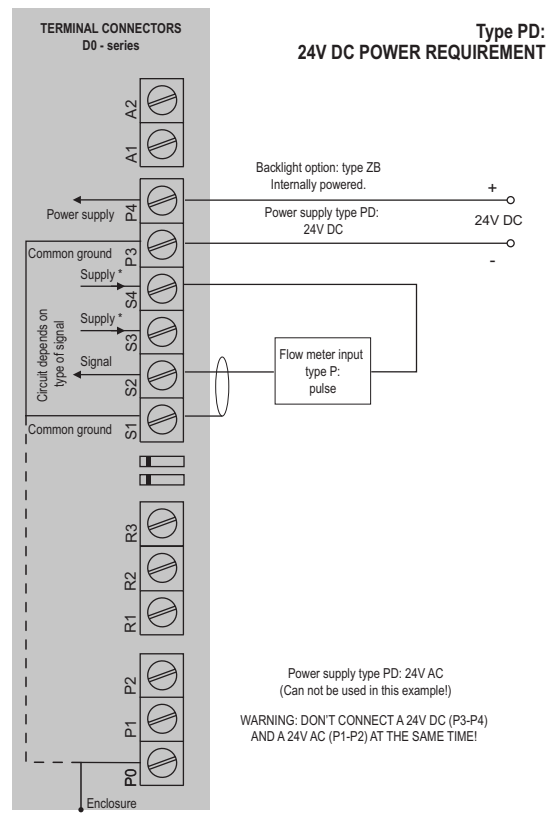 TERMINAL CONNECTORS
D0 - series
Type PD:
24V DC POWER REQUIREMENT
A2
A1
Backlight option: type ZB
Internally powered.
+
Power supply
P4
Power supply type PD:
24V DC
24V DC
Common ground
P3
-
Supply *
S4
Supply *
S3
Circuit depends on
type of signal
Signal
S2
Flow meter input
type P:
pulse
Common ground
S1
R3
R2
R1
P2
Power supply type PD: 24V AC
(Can not be used in this example!)
P1
WARNING: DON'T CONNECT A 24V DC (P3-P4)
AND A 24V AC (P1-P2) AT THE SAME TIME!
P0
Enclosure